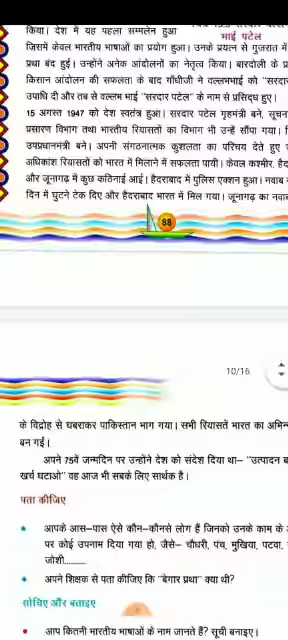 किया। देश में यह पहला सम्मलेन हुआ
भाई पटेल
जिसमें केवल भारतीय भाषाओं का प्रयोग हुआ। उनके प्रयत्न से गुजरात में
प्रथा बंद हुई। उन्होंने अनेक आंदोलनों का नेतृत्व किया। बारदोली के
किसान आंदोलन की सफलता के बाद गाँधीजी ने वल्लभभाई को "सरदा
उपाधि दी और तब से वल्लभ भाई "सरदार पटेल" के नाम से प्रसिद्ध हुए।
15 अगस्त 1947 को देश स्वतंत्र हुआ। सरदार पटेल गृहमंत्री बने, सूचन
प्रसारण विभाग तथा भारतीय रियासतों का विभाग भी उन्हें सौंपा गया।
उपप्रधानमंत्री बने। अपनी संगठनात्मक कुशलता का परिचय देते हुए
अधिकांश रियासतों को भारत में मिलाने में सफलता पायी। केवल कश्मीर, हैद
और जूनागढ़ में कुछ कठिनाई आई। हैदराबाद में पुलिस एक्शन हुआ। नवाब
दिन में घुटने टेक दिए और हैदराबाद भारत में मिल गया। जूनागढ़ का नवाब
88
10/16
के विद्रोह से घबराकर पाकिस्तान भाग गया। सभी रियासतें भारत का अभिन्
बन गईं।
अपने 75वें जन्मदिन पर उन्होंने देश को संदेश दिया था– "उत्पादन ब
खर्च घटाओ" वह आज भी सबके लिए सार्थक है।
पता कीजिए
• आपके आस–पास ऐसे कौन–कौनसे लोग हैं जिनको उनके काम के
पर कोई उपनाम दिया गया हो, जैसे– चौधरी, पंच, मुखिया, पटवा,
जोशी.........
• अपने शिक्षक से पता कीजिए कि "बेगार प्रथा" क्या थी?
सोचिए और बताइए
• आप कितनी भारतीय भाषाओं के नाम जानते हैं? सूची बनाइए।